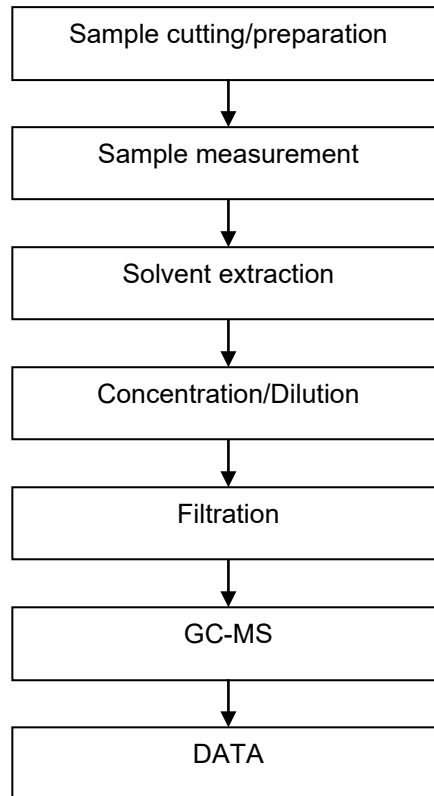 Sample cutting/preparation
Sample measurement
Solvent extraction
Concentration/Dilution
Filtration
GC-MS
DATA